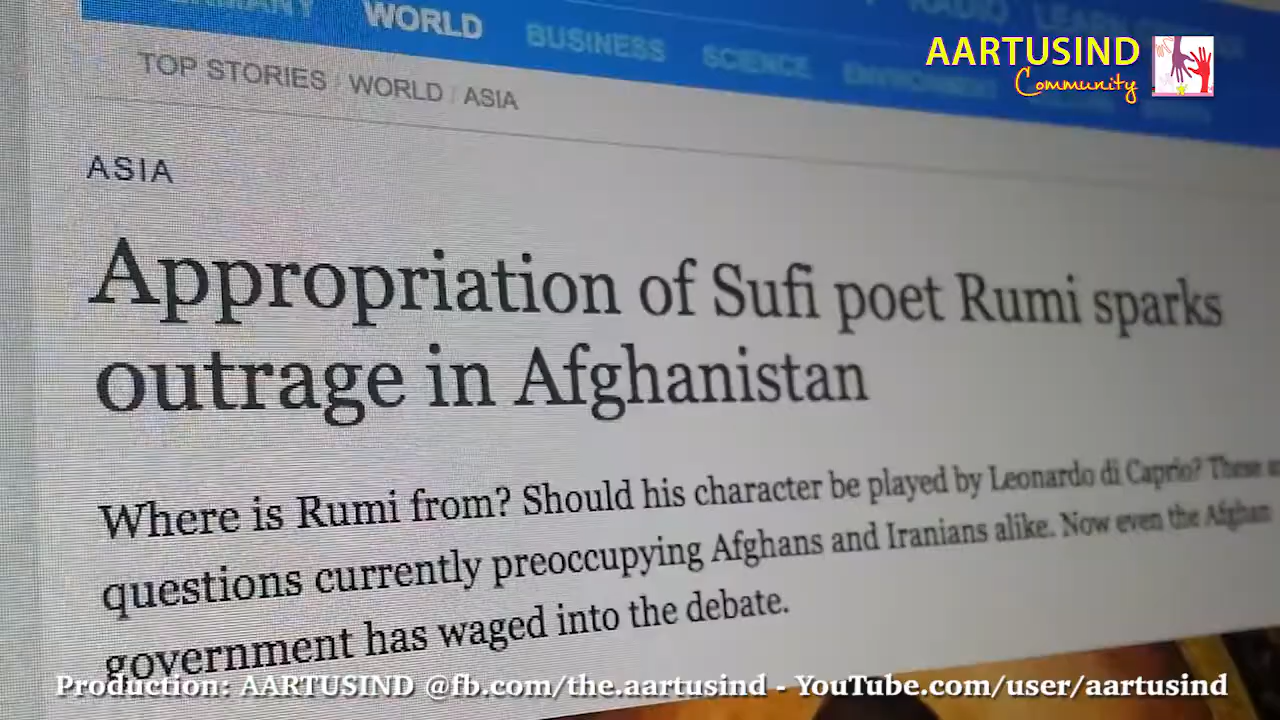 WORLD
BUSINESS
SCIENCE
AARTUSIND
Community
TOP STORIES / WORLD / ASIA
ASIA
Appropriation of Sufi poet Rumi sparks
outrage in Afghanistan
Where is Rumi from? Should his character be played by Leonardo di Caprio? These
questions currently preoccupying Afghans and Iranians alike. Now even the Afghan
government has waged into the debate.
Production: AARTUSIND @fb.com/the.aartusind - YouTube.com/user/aartusind